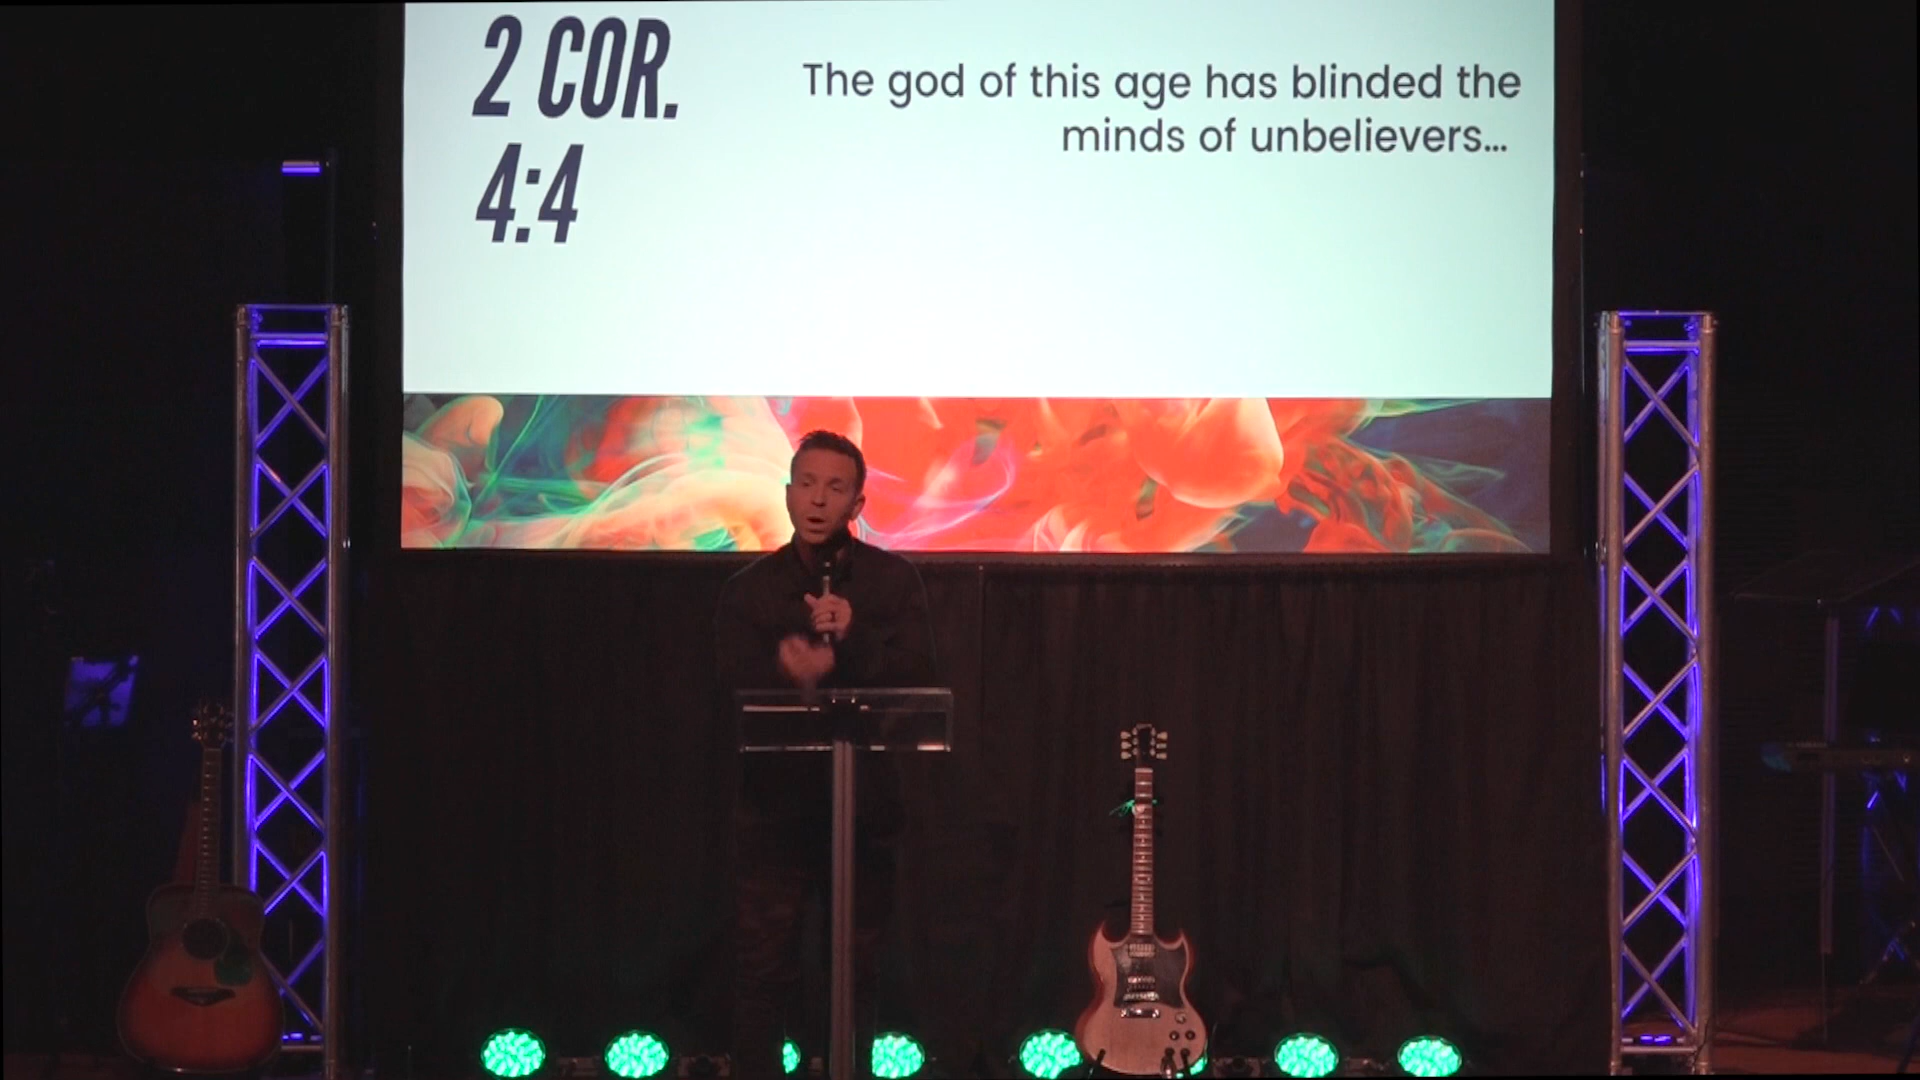 2 COR.
4:4
The god of this age has blinded the
minds of unbelievers...